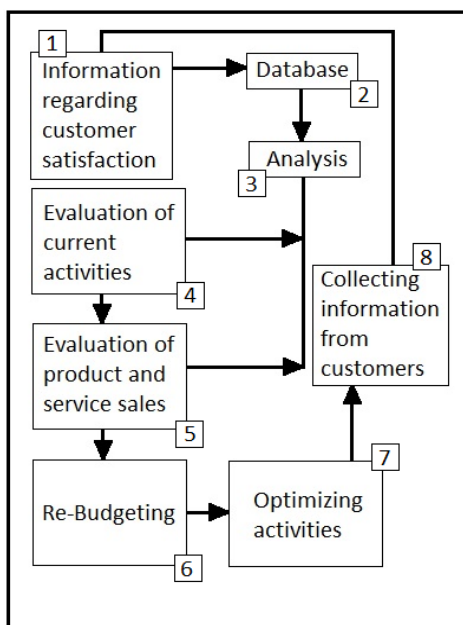 1
Information
regarding
customer
satisfaction
Database
2
Analysis
3
Evaluation of
current
activities
4
Evaluation of
product and
service sales
5
Re-Budgeting
6
Optimizing
activities
7
8
Collecting
information
from
customers